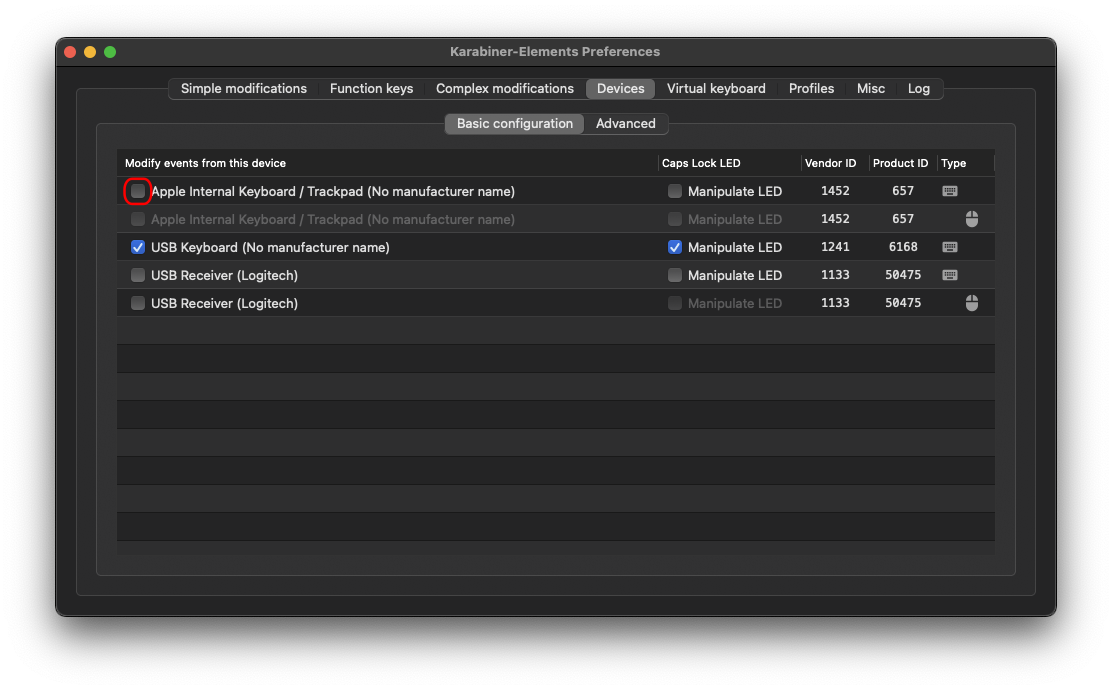 Karabiner-Elements Preferences
Simple modifications Function keys Complex modifications Devices Virtual keyboard Profiles Misc Log
Basic configuration Advanced
Modify events from this device Caps Lock LED Vendor ID Product ID Type
Apple Internal Keyboard / Trackpad (No manufacturer name) Manipulate LED 1452 657
Apple Internal Keyboard / Trackpad (No manufacturer name) Manipulate LED 1452 657
USB Keyboard (No manufacturer name) Manipulate LED 1241 6168
USB Receiver (Logitech) Manipulate LED 1133 50475
USB Receiver (Logitech) Manipulate LED 1133 50475